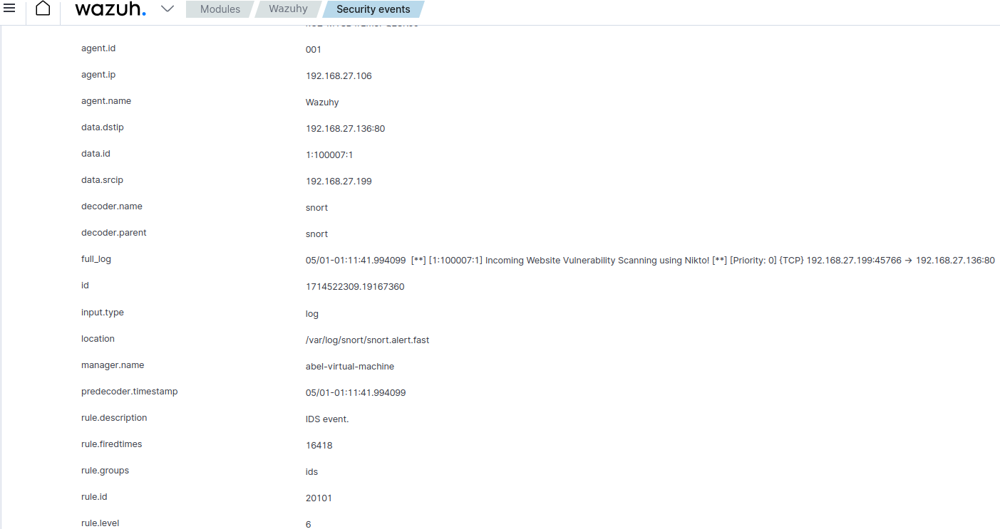 wazuh. Modules Wazuhy Security events
agent.id 001
agent.ip 192.168.27.106
agent.name Wazuhy
data.dstip 192.168.27.136:80
data.id 1:100007:1
data.srcip 192.168.27.199
decoder.name snort
decoder.parent snort
full_log 05/01-01:11:41.994099 [**] [1:100007:1] Incoming Website Vulnerability Scanning using Nikto! [**] [Priority: 0] {TCP} 192.168.27.199:45766 → 192.168.27.136:80
id 1714522309.19167360
input.type log
location /var/log/snort/snort.alert.fast
manager.name abel-virtual-machine
predecoder.timestamp 05/01-01:11:41.994099
rule.description IDS event.
rule.firedtimes 16418
rule.groups ids
rule.id 20101
rule.level 6